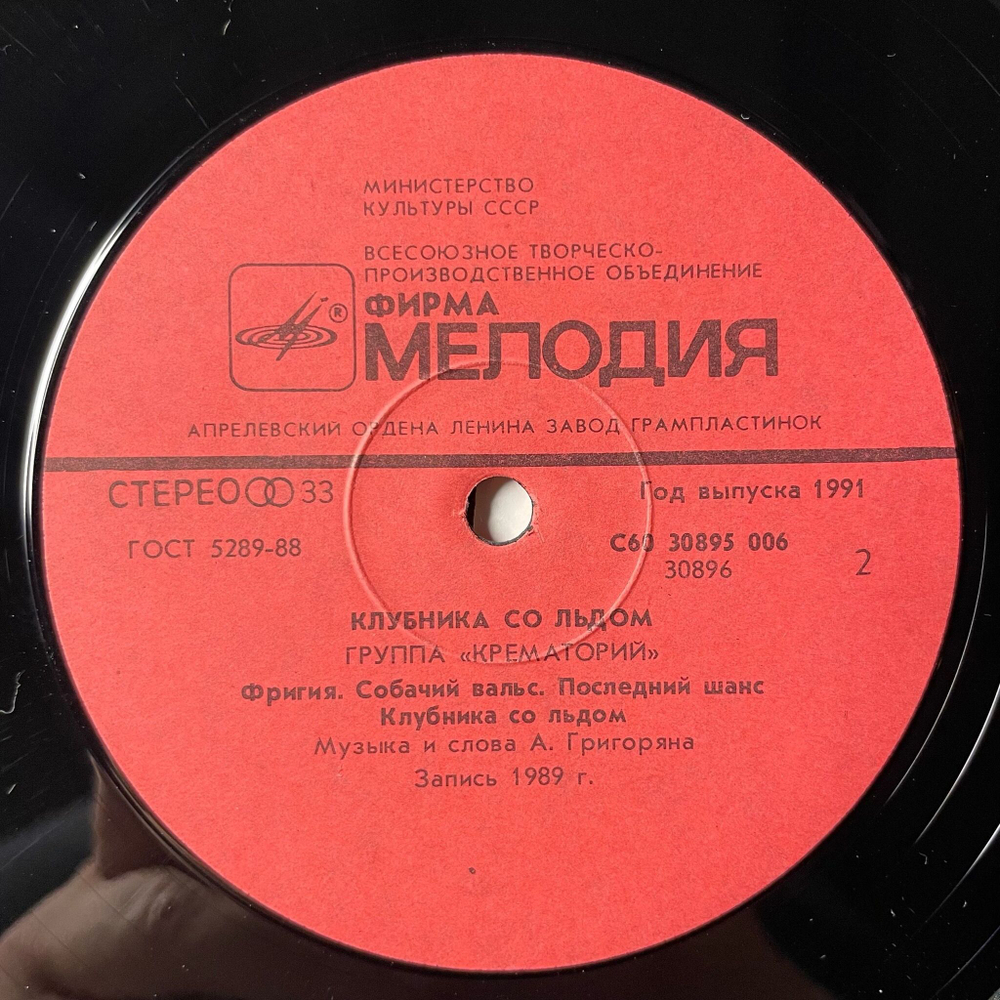 МИНИСТЕРСТВО
КУЛЬТУРЫ СССР
ВСЕСОЮЗНОЕ ТВОРЧЕСКО-
ПРОИЗВОДСТВЕННОЕ ОБЪЕДИНЕНИЕ
®
ФИРМА
МЕЛОДИЯ
АПРЕЛЕВСКИЙ ОРДЕНА ЛЕНИНА ЗАВОД ГРАМПЛАСТИНОК
СТЕРЕО 33
Год выпуска 1991
ГОСТ 5289-88
С60 30895 006
30896
2
КЛУБНИКА СО ЛЬДОМ
ГРУППА «КРЕМАТОРИЙ»
Фригия. Собачий вальс. Последний шанс
Клубника со льдом
Музыка и слова А. Григоряна
Запись 1989 г.